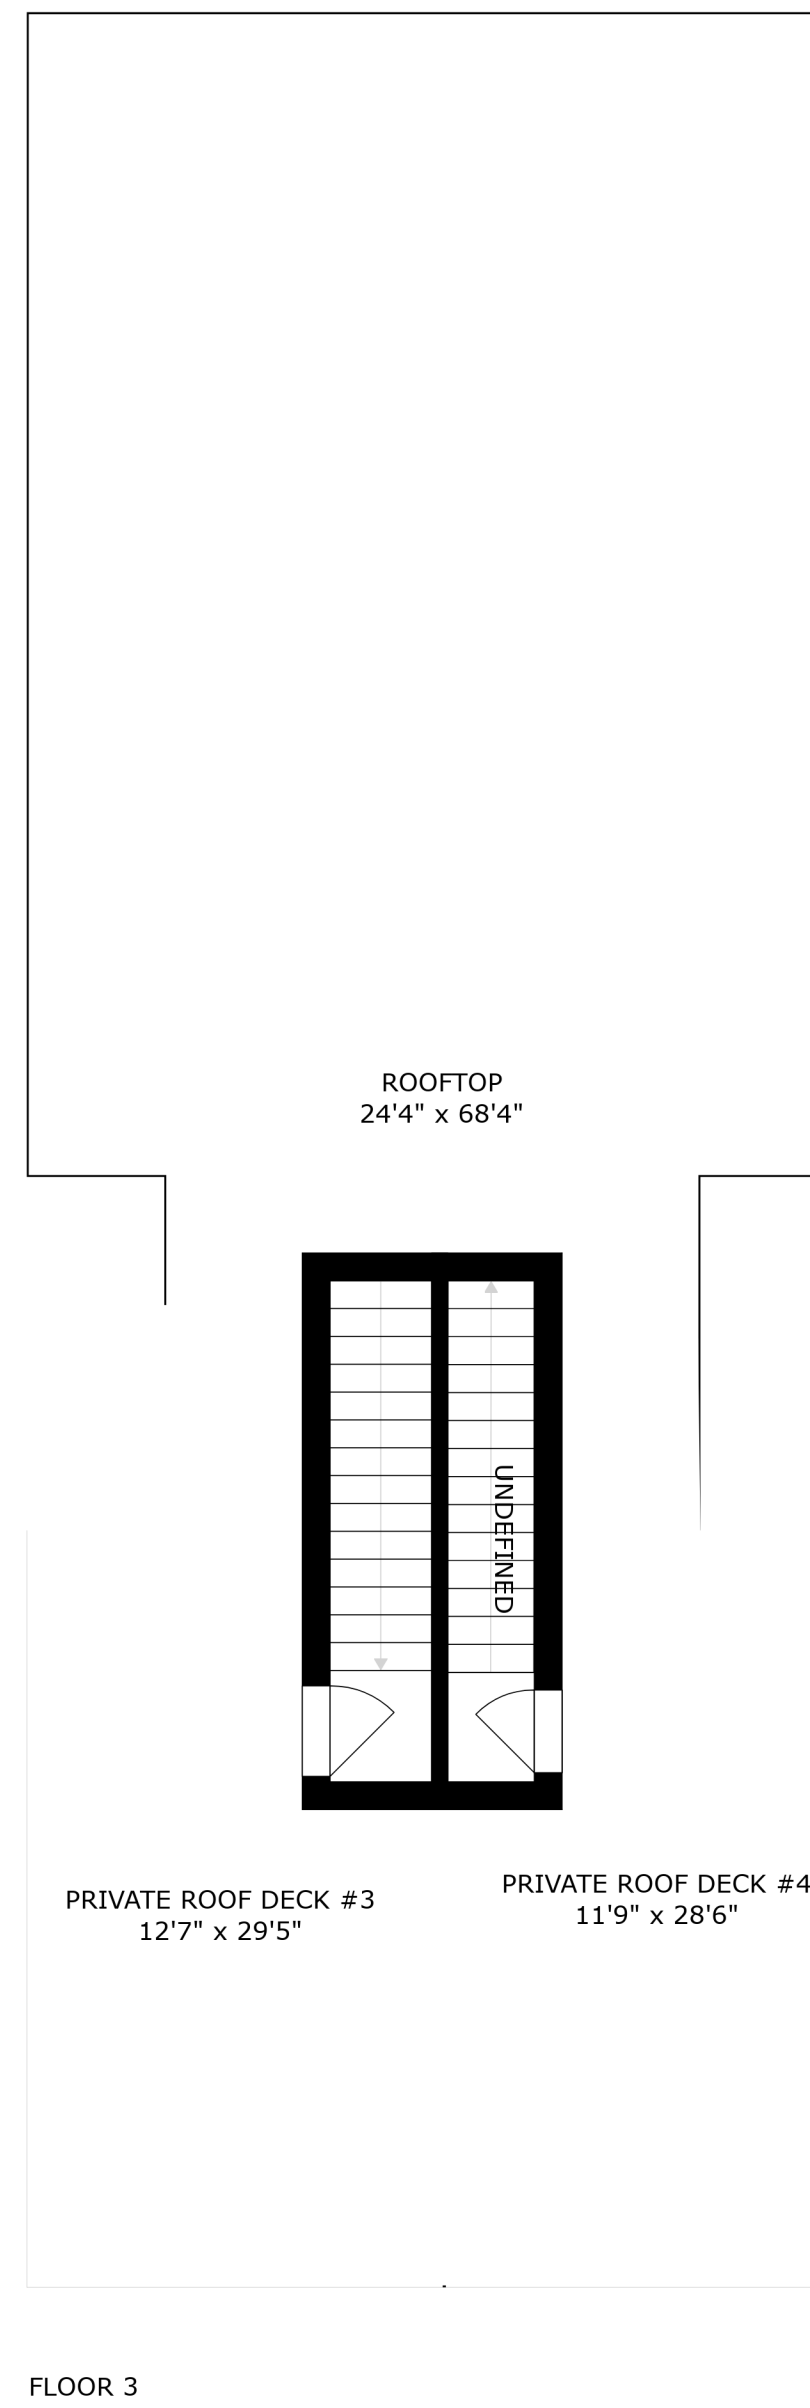 ROOFTOP
24'4" x 68'4"
UNDEFINED
PRIVATE ROOF DECK #3
12'7" x 29'5"
PRIVATE ROOF DECK #4
11'9" x 28'6"
FLOOR 3